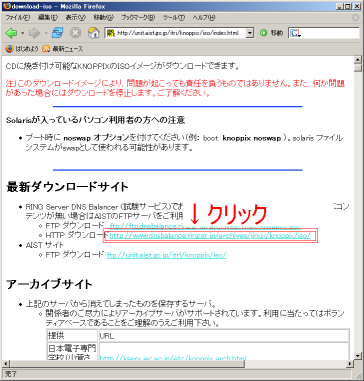 download-iso - Mozilla Firefox
ファイル(F) 編集(E) 表示(V) 移動(G) ブックマーク(B) ツール(T) ヘルプ(H)
http://unit.aist.go.jp/itri/knoppix/iso/index.html 移動
はじめよう 最新ニュース
CDに焼き付け可能なKNOPPIXのISOイメージがダウンロードできます。
注)このダウンロードイメージにより、問題が起こっても責任を負うものではありません。また、何か問題
があった場合にはダウンロードを停止します。ご了承ください。
Solarisが入っているパソコン利用者の方への注意
ブート時に noswap オプションを付けてください(例: boot knoppix noswap )。solaris ファイル
システムがswapとして使われる可能性があります。
最新ダウンロードサイト
RING Server DNS Balancer (試験サービス)でき コン
テンツが無い場合はAISTのFTPサーバをご利用
↓クリック
FTP ダウンロード ftp://ftp.dnsbalancer.ring.gr.jp/archives/linux/knoppix/iso/
HTTP ダウンロード http://www.dnsbalancer.ring.gr.jp/archives/linux/knoppix/iso/
AIST サイト
FTP ダウンロード ftp://unit.aist.go.jp/itri/knoppix/iso/
アーカイブサイト
上記のサーバから消えてしまったものを保存するサーバ。
関係者のご尽力によりアーカイブサーバがサポートされています。利用に当たってはボラン
ティアベースであることをご理解のうえご利用下さい。
提供 URL
日本電子専門
学校(小菅さ http://ksery.jec.ac.jp/etc/knoppix_arch.html
完了